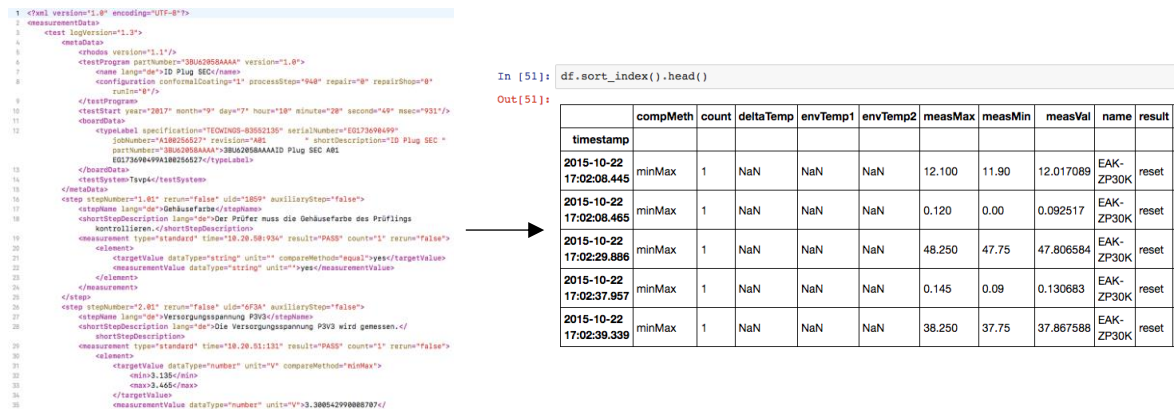 1 <?xml version="1.0" encoding="UTF-8"?>
2 <measurementData>
3 <test logVersion="1.3">
4 <metaData>
5 <rhodos version="1.1"/>
6 <testProgram partNumber="3BU62058AAAA" version="1.0">
7 <name lang="de">ID Plug SEC</name>
8 <configuration conformalCoating="1" processStep="940" repair="0" repairShop="0"
runIn="0"/>
9 </testProgram>
10 <testStart year="2017" month="9" day="7" hour="10" minute="20" second="49" msec="931"/>
11 <boardData>
12 <typeLabel specification="TECWINGS-83552135" serialNumber="EG173690499"
jobNumber="A100256527" revision="A01 " shortDescription="ID Plug SEC "
partNumber="3BU62058AAAA">3BU62058AAAAID Plug SEC A01
EG173690499A100256527</typeLabel>
13 </boardData>
14 <testSystem>Tsvp4</testSystem>
15 </metaData>
16 <step stepNumber="1.01" rerun="false" uid="1859" auxiliaryStep="false">
17 <stepName lang="de">Gehäusefarbe</stepName>
18 <shortStepDescription lang="de">Der Prüfer muss die Gehäusefarbe des Prüflings
kontrollieren.</shortStepDescription>
19 <measurement type="standard" time="10.20.50:934" result="PASS" count="1" rerun="false">
20 <element>
21 <targetValue dataType="string" unit="" compareMethod="equal">yes</targetValue>
22 <measurementValue dataType="string" unit="">yes</measurementValue>
23 </element>
24 </measurement>
25 </step>
26 <step stepNumber="2.01" rerun="false" uid="6F3A" auxiliaryStep="false">
27 <stepName lang="de">Versorgungsspannung P3V3</stepName>
28 <shortStepDescription lang="de">Die Versorgungsspannung P3V3 wird gemessen.</
shortStepDescription>
29 <measurement type="standard" time="10.20.51:131" result="PASS" count="1" rerun="false">
30 <element>
31 <targetValue dataType="number" unit="V" compareMethod="minMax">
32 <min>3.135</min>
33 <max>3.465</max>
34 </targetValue>
35 <measurementValue dataType="number" unit="V">3.300542990008707</
In [51]: df.sort_index().head()
Out[51]:
compMeth count deltaTemp envTemp1 envTemp2 measMax measMin measVal name result
timestamp
2015-10-22 17:02:08.445 minMax 1 NaN NaN NaN 12.100 11.90 12.017089 EAK-ZP30K reset
2015-10-22 17:02:08.465 minMax 1 NaN NaN NaN 0.120 0.00 0.092517 EAK-ZP30K reset
2015-10-22 17:02:29.886 minMax 1 NaN NaN NaN 48.250 47.75 47.806584 EAK-ZP30K reset
2015-10-22 17:02:37.957 minMax 1 NaN NaN NaN 0.145 0.09 0.130683 EAK-ZP30K reset
2015-10-22 17:02:39.339 minMax 1 NaN NaN NaN 38.250 37.75 37.867588 EAK-ZP30K reset